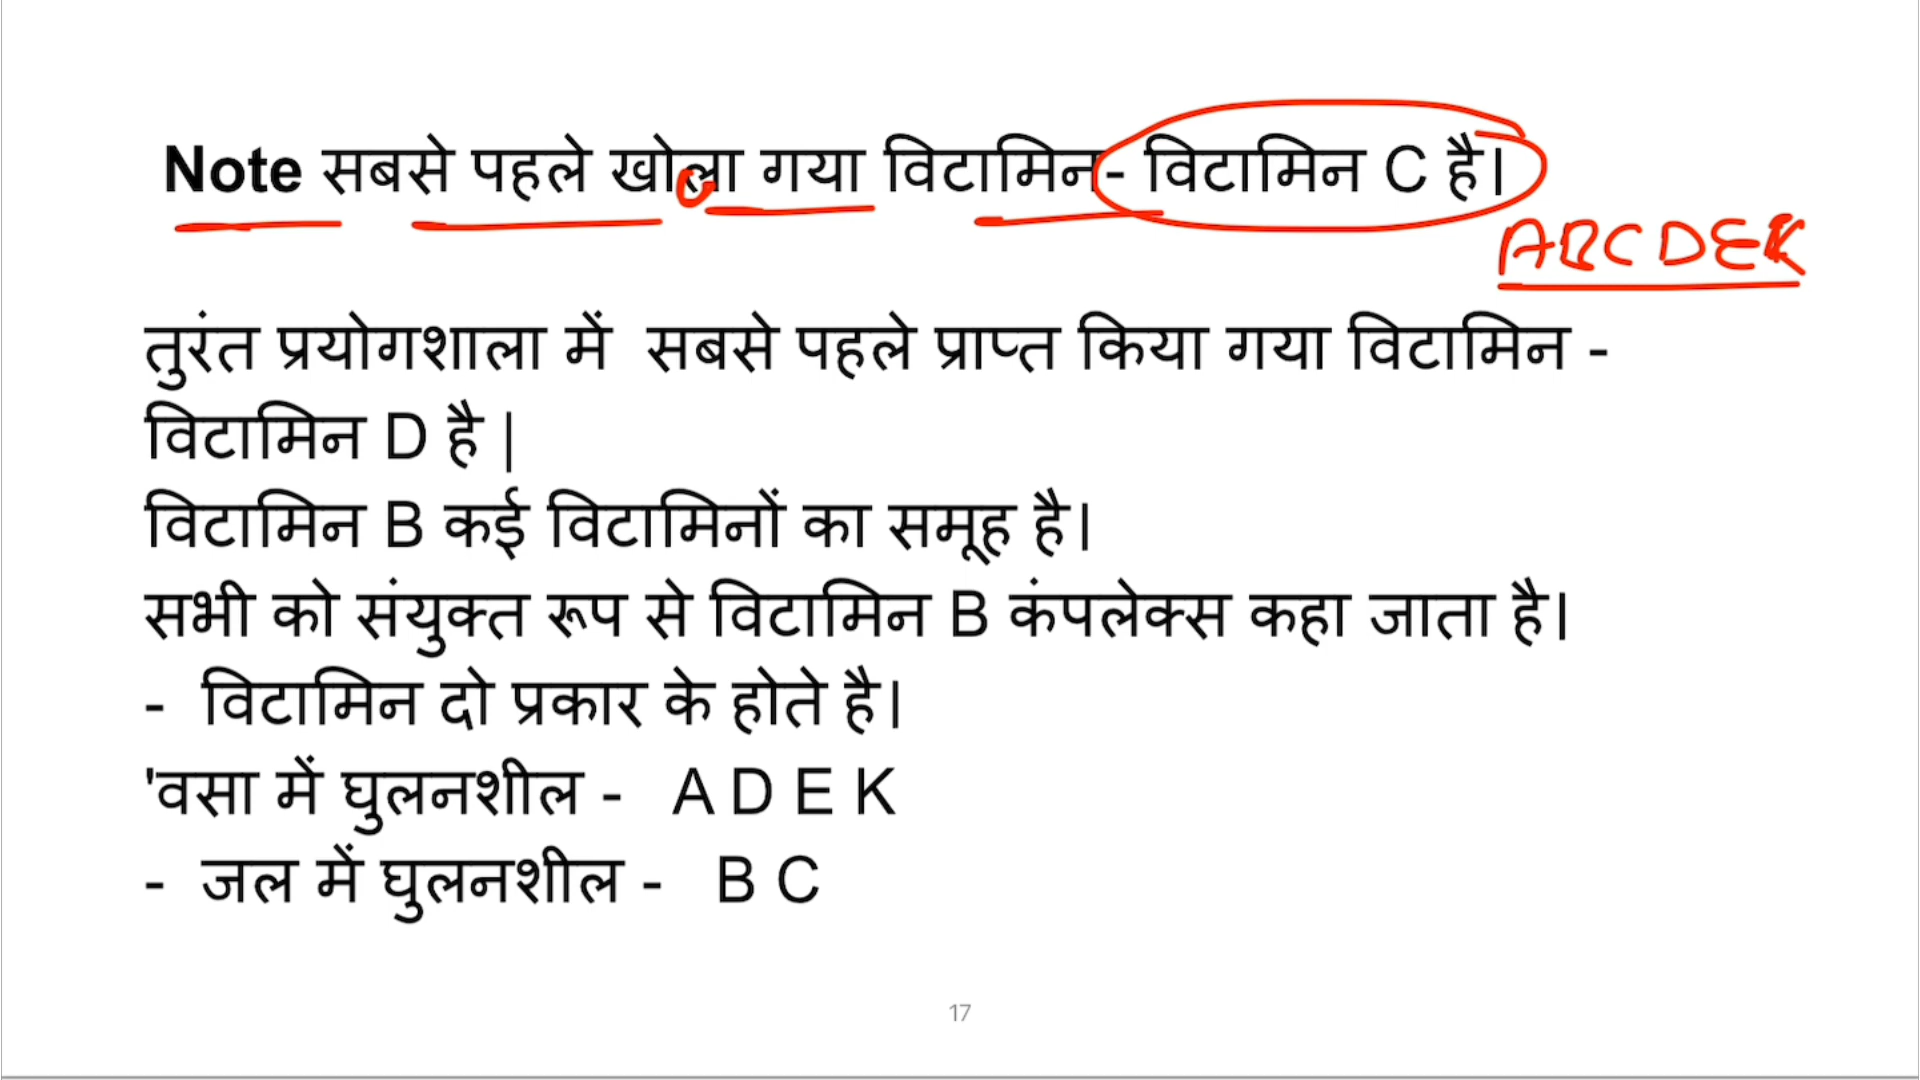 Note सबसे पहले खोला गया विटामिन- विटामिन C है।
ABCDEK
तुरंत प्रयोगशाला में सबसे पहले प्राप्त किया गया विटामिन -
विटामिन D है |
विटामिन B कई विटामिनों का समूह है।
सभी को संयुक्त रूप से विटामिन B कंपलेक्स कहा जाता है।
- विटामिन दो प्रकार के होते है।
'वसा में घुलनशील - A D E K
- जल में घुलनशील - B C
17